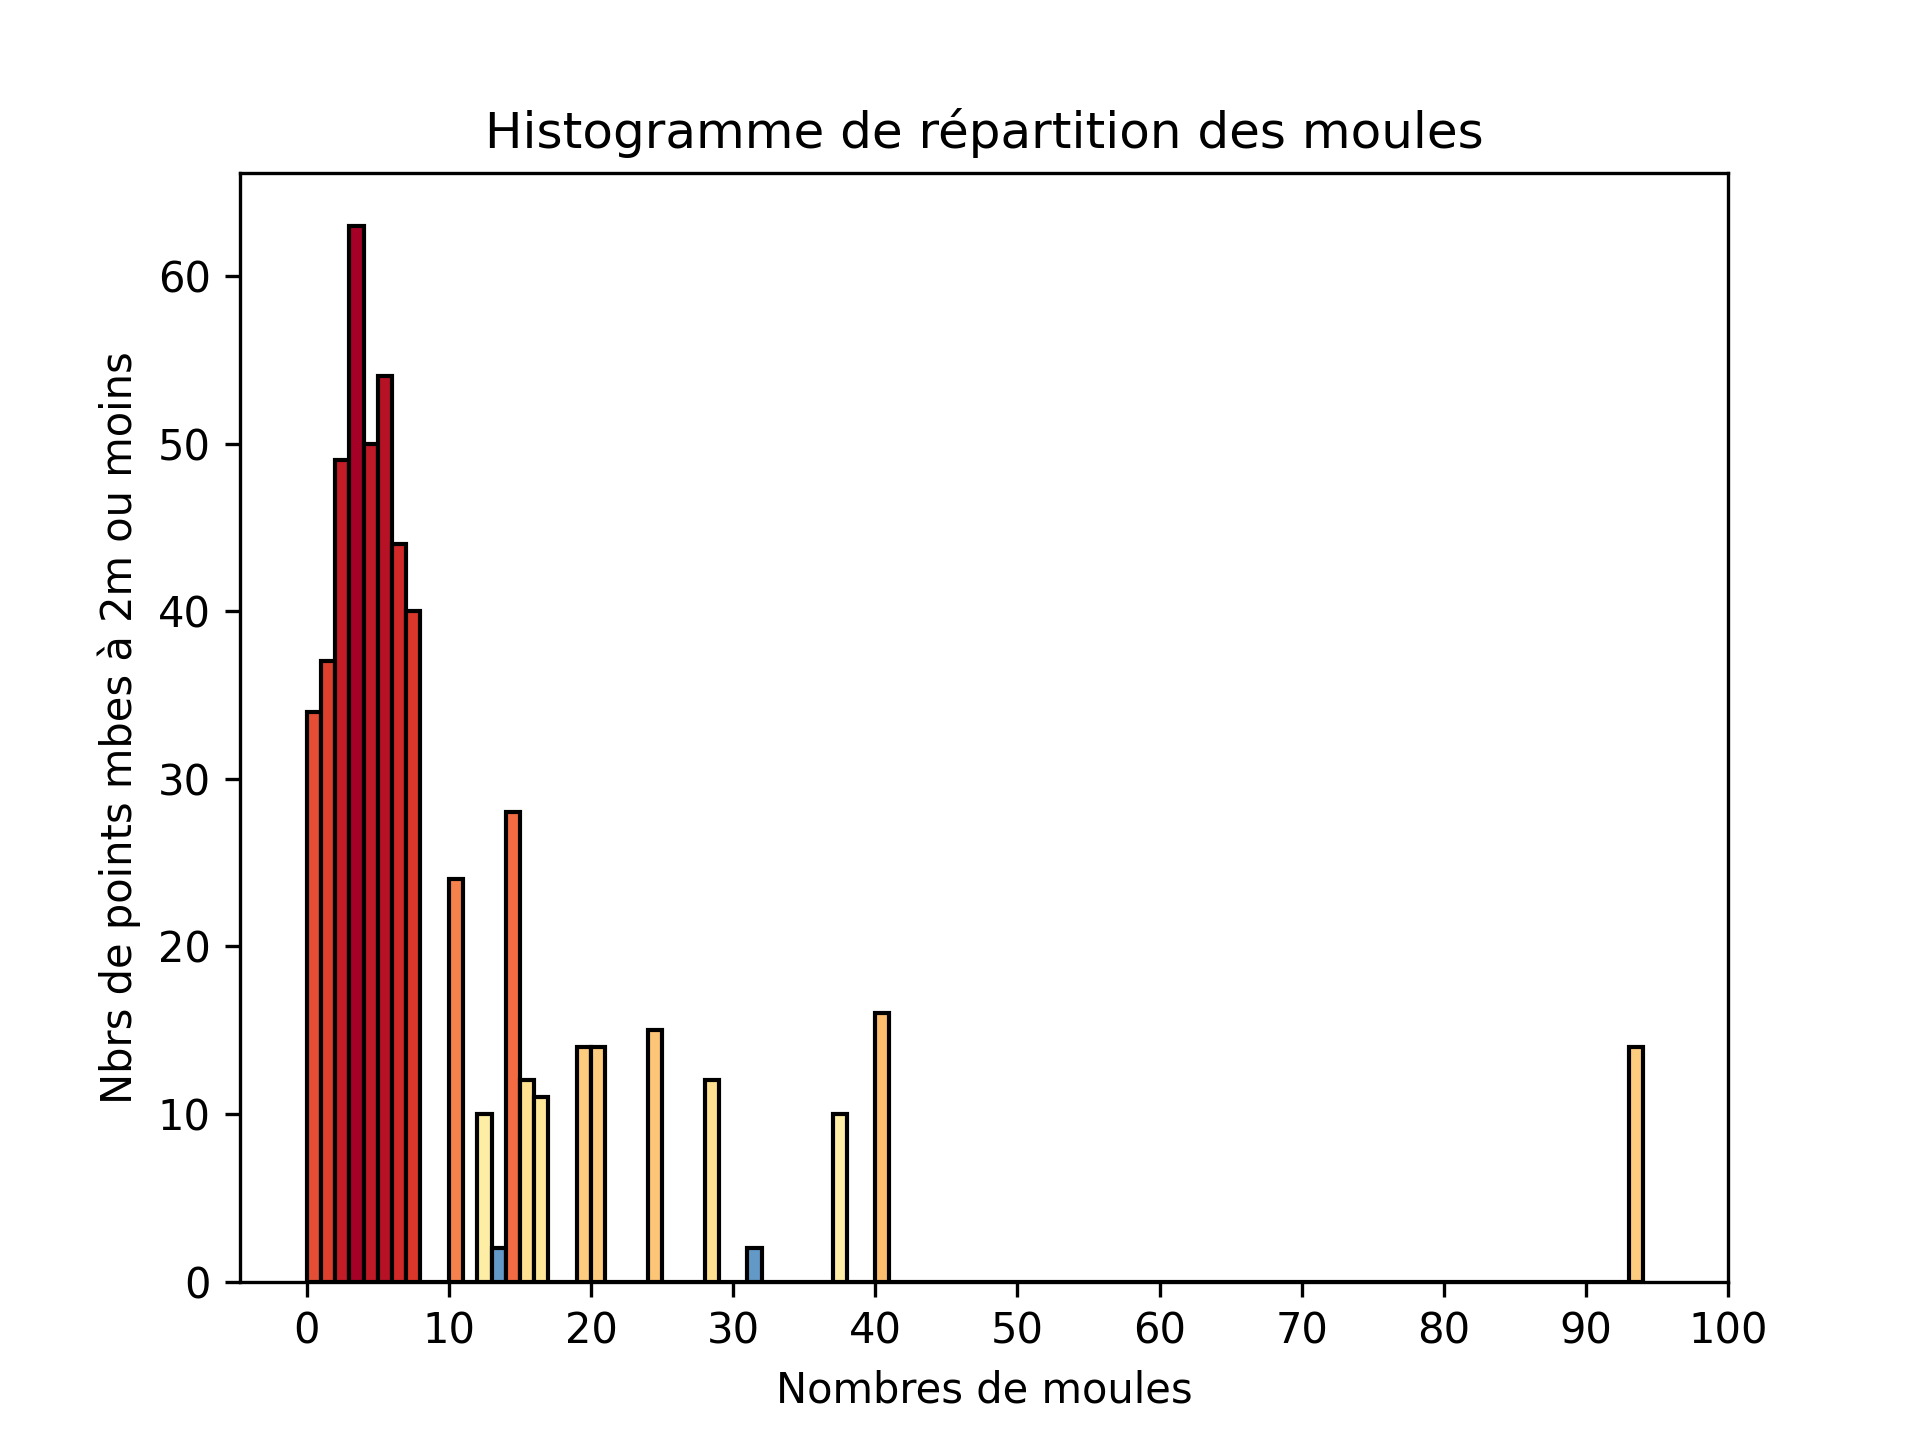 Histogramme de répartition des moules
Nbrs de points mbes à 2m ou moins
60
50
40
30
20
10
0
0 10 20 30 40 50 60 70 80 90 100
Nombres de moules